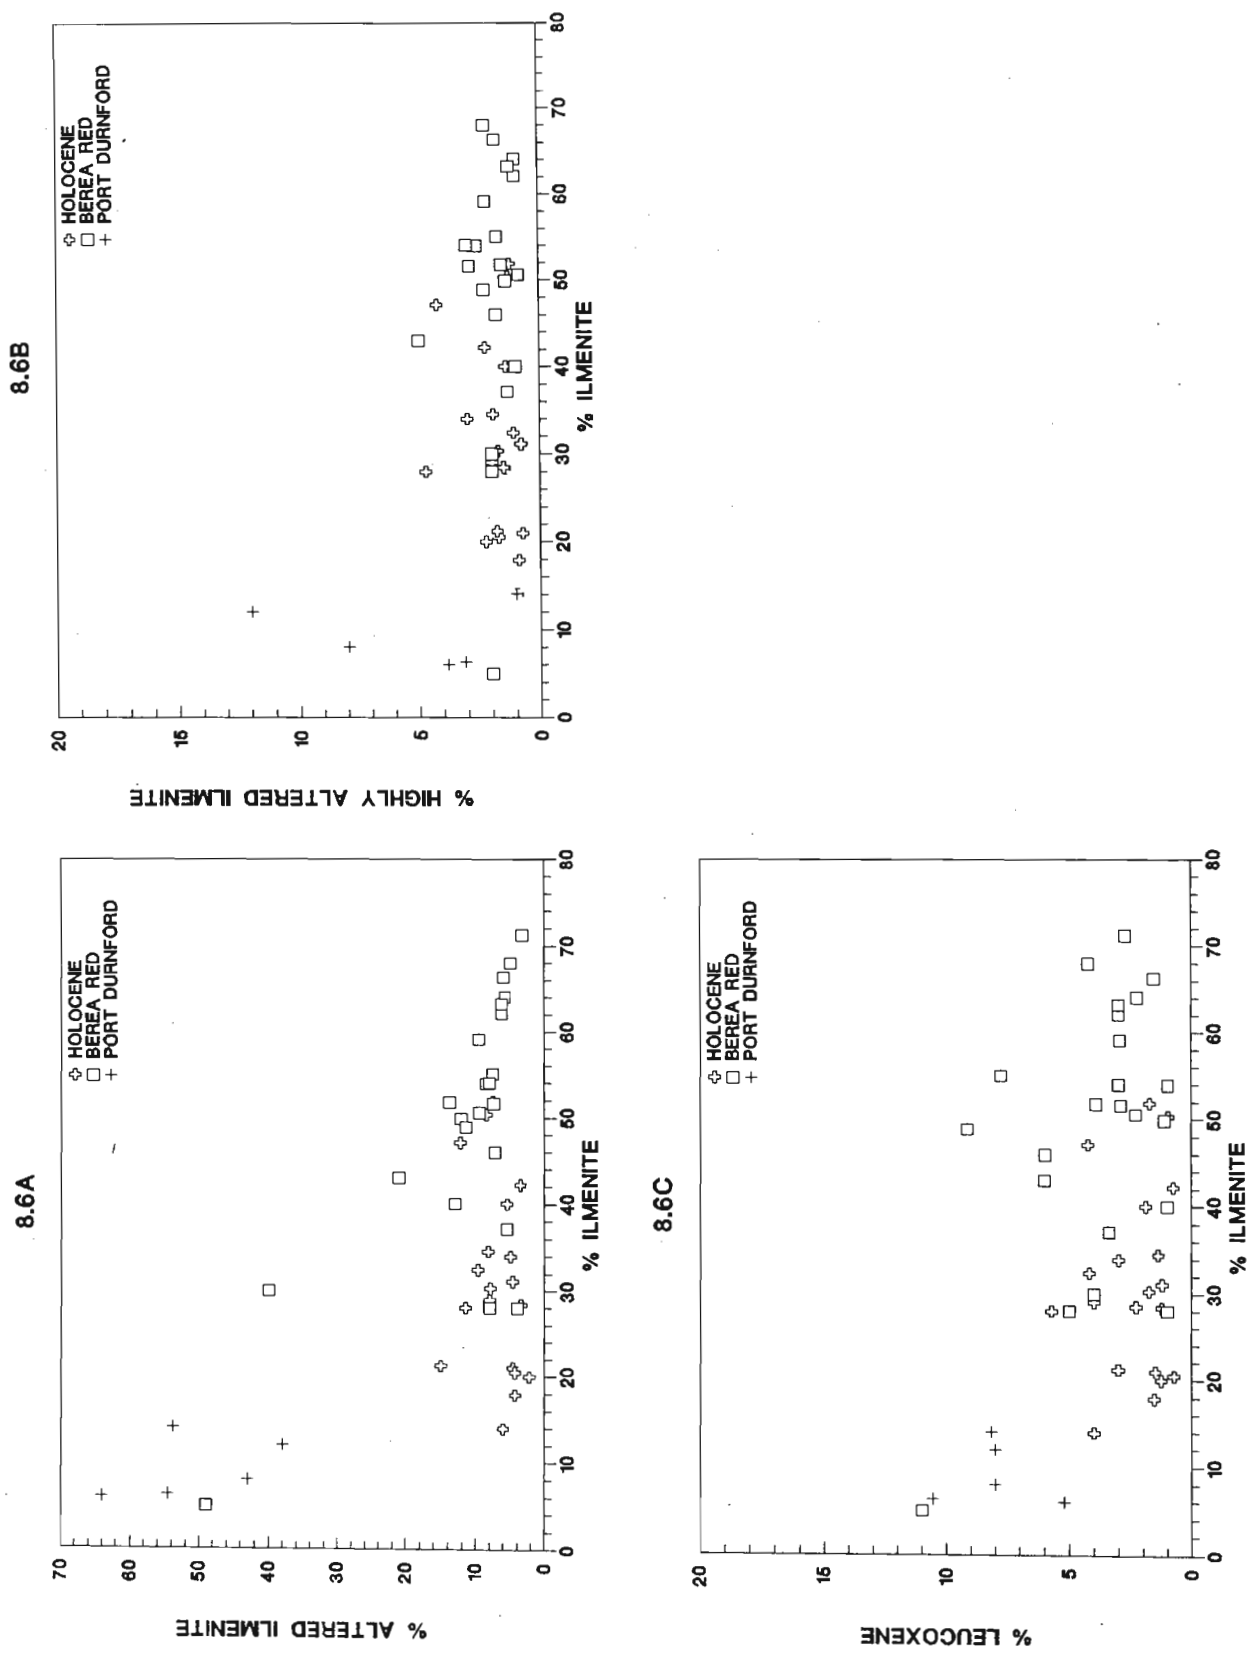 8.6A
HOLOCENE
BEREA RED
PORT DURNFORD
% ALTERED ILMENITE
70
60
50
40
30
20
10
0
0
10
20
30
40
50
60
70
80
% ILMENITE
8.6B
HOLOCENE
BEREA RED
PORT DURNFORD
% HIGHLY ALTERED ILMENITE
20
15
10
5
0
0
10
20
30
40
50
60
70
80
% ILMENITE
8.6C
HOLOCENE
BEREA RED
PORT DURNFORD
% LEUCOXENE
20
15
10
5
0
0
10
20
30
40
50
60
70
80
% ILMENITE